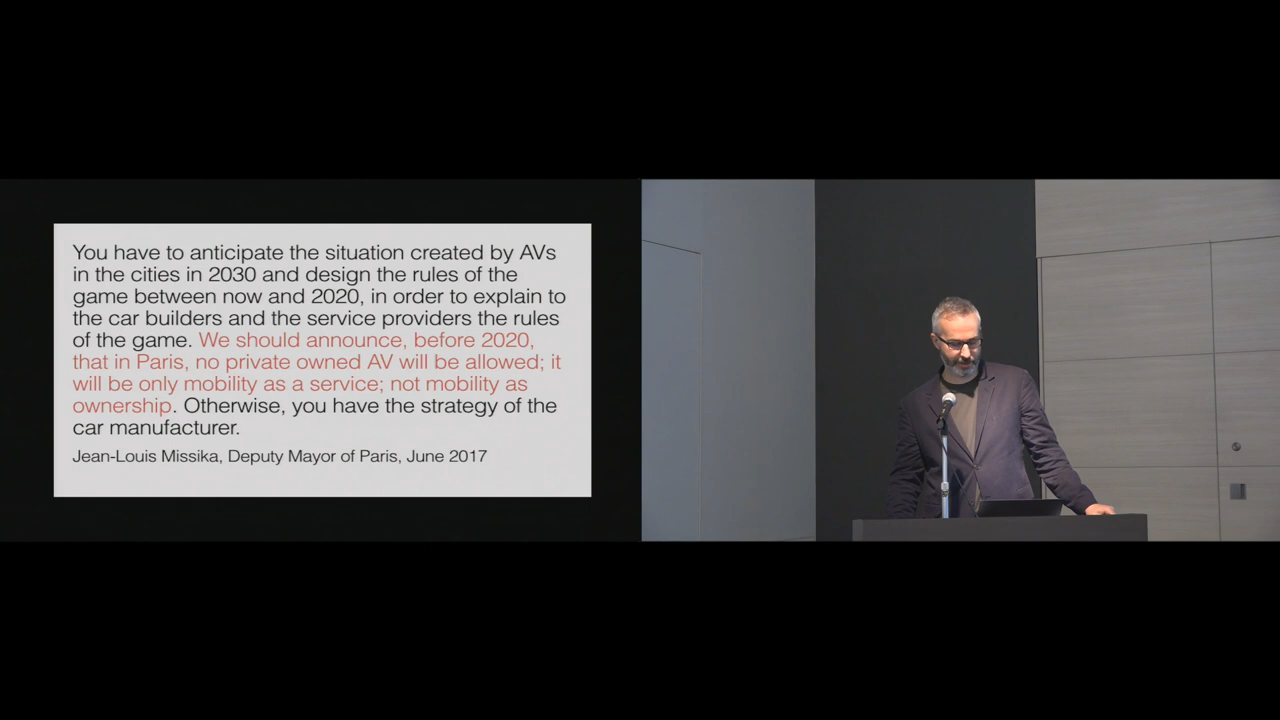 You have to anticipate the situation created by AVs
in the cities in 2030 and design the rules of the
game between now and 2020, in order to explain to
the car builders and the service providers the rules
of the game. We should announce, before 2020,
that in Paris, no private owned AV will be allowed; it
will be only mobility as a service; not mobility as
ownership. Otherwise, you have the strategy of the
car manufacturer.
Jean-Louis Missika, Deputy Mayor of Paris, June 2017